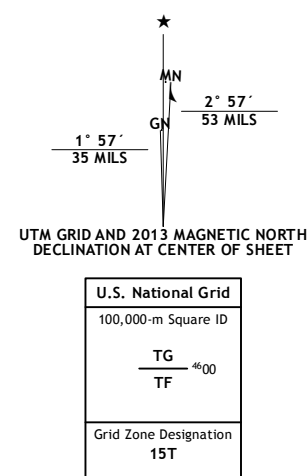 ★
MN
2° 57´
53 MILS
GN
1° 57´
35 MILS
UTM GRID AND 2013 MAGNETIC NORTH
DECLINATION AT CENTER OF SHEET
U.S. National Grid
100,000-m Square ID
TG
4600
TF
Grid Zone Designation
15T